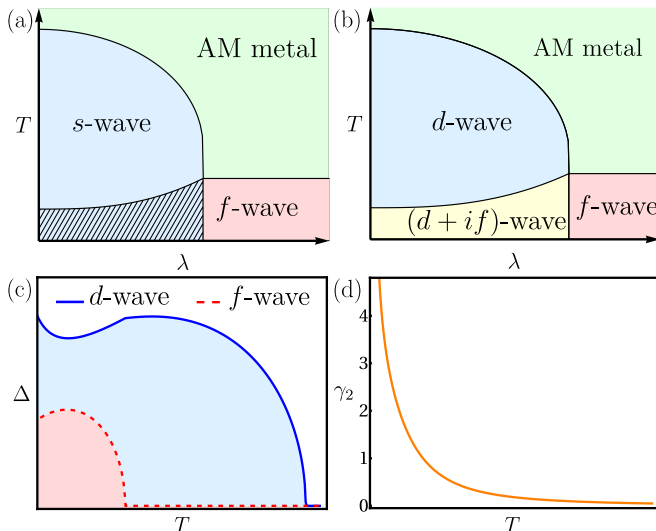 (a)
AM metal
T
s-wave
f-wave
λ
(b)
AM metal
T
d-wave
(d + if)-wave
f-wave
λ
(c)
d-wave
f-wave
Δ
T
(d)
4
3
γ₂
2
1
0
T